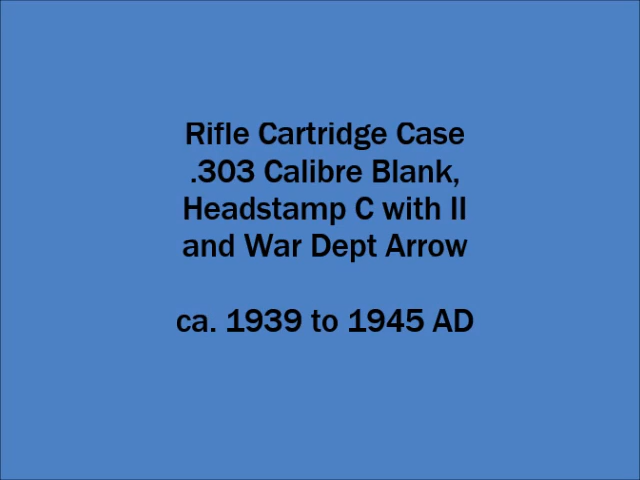 Rifle Cartridge Case
.303 Calibre Blank,
Headstamp C with II
and War Dept Arrow
ca. 1939 to 1945 AD